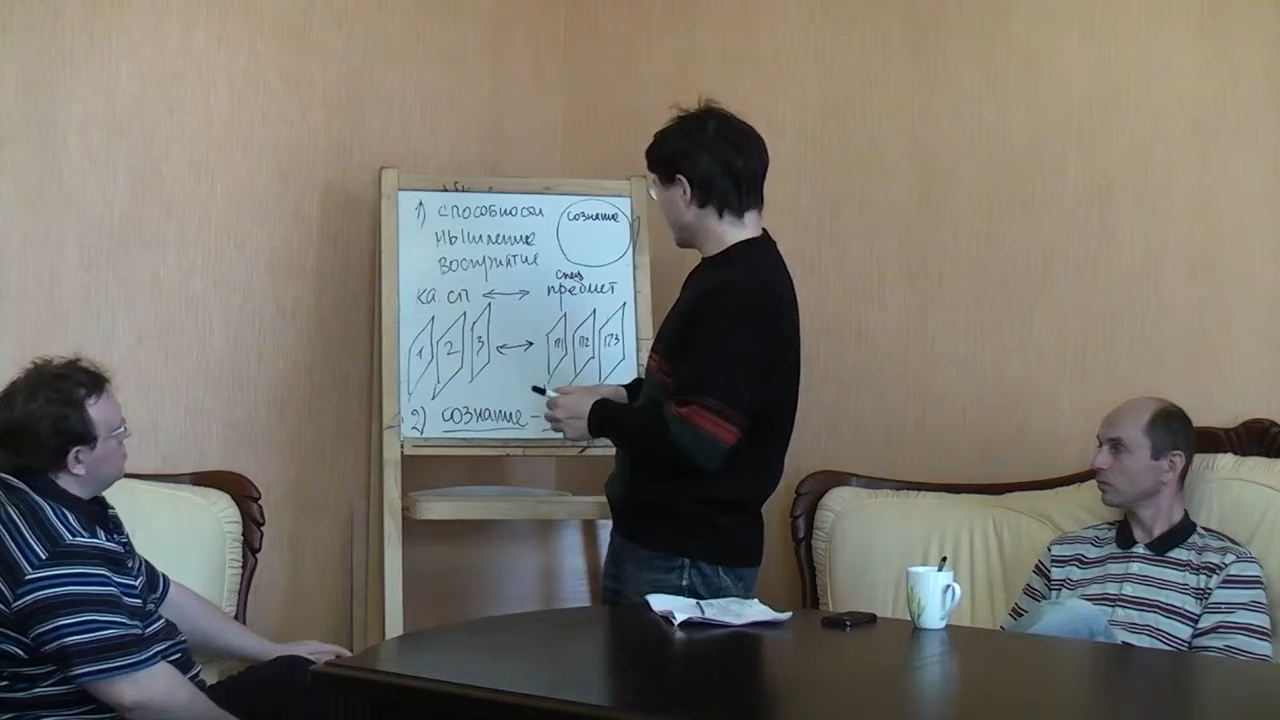 1) СПОСОБНОСТИ
МЫШЛЕНИЕ
ВОСПРИЯТИЕ
СОЗНАНИЕ
КА. СП ↔ спец предмет
1 2 3 ↔ П1 П2 П3
2) СОЗНАНИЕ –